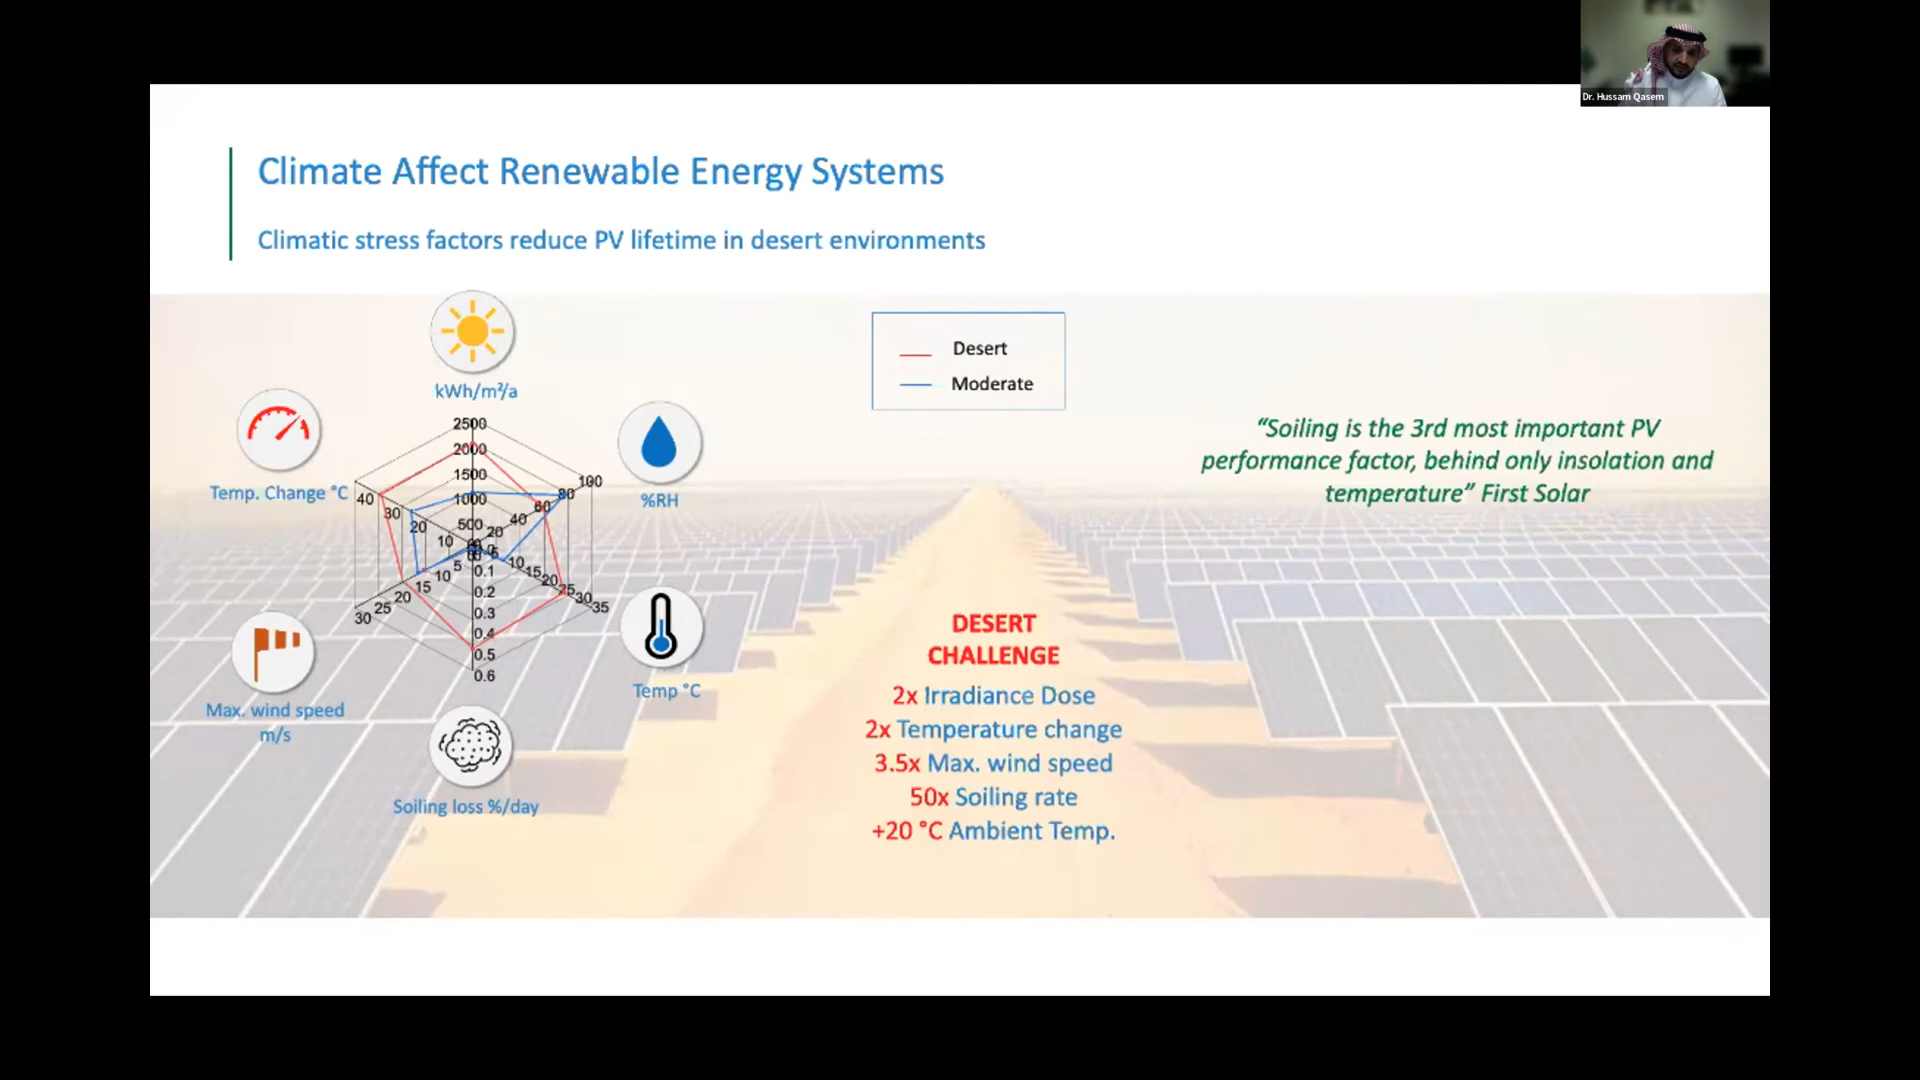 Dr. Hussam Qasem
Climate Affect Renewable Energy Systems
Climatic stress factors reduce PV lifetime in desert environments
kWh/m²/a
2500
2000
1500
1000
500
%RH
100
80
60
40
20
Temp °C
5
10
15
20
25
30
35
Soiling loss %/day
0.1
0.2
0.3
0.4
0.5
0.6
Max. wind speed
m/s
5
10
15
20
25
30
Temp. Change °C
10
20
30
40
Desert
Moderate
DESERT
CHALLENGE
2x Irradiance Dose
2x Temperature change
3.5x Max. wind speed
50x Soiling rate
+20 °C Ambient Temp.
“Soiling is the 3rd most important PV
performance factor, behind only insolation and
temperature” First Solar